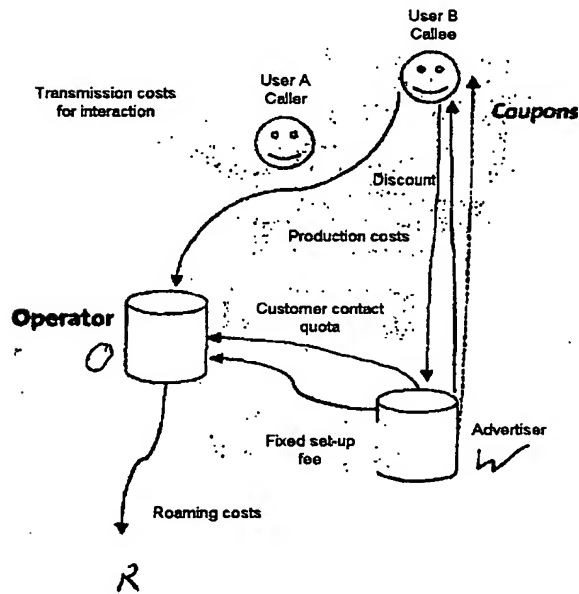 User B
Callee
User A
Caller
Transmission costs
for interaction
Coupons
Discount
Production costs
Operator
O
Customer contact
quota
Fixed set-up
fee
Advertiser
W
Roaming costs
R